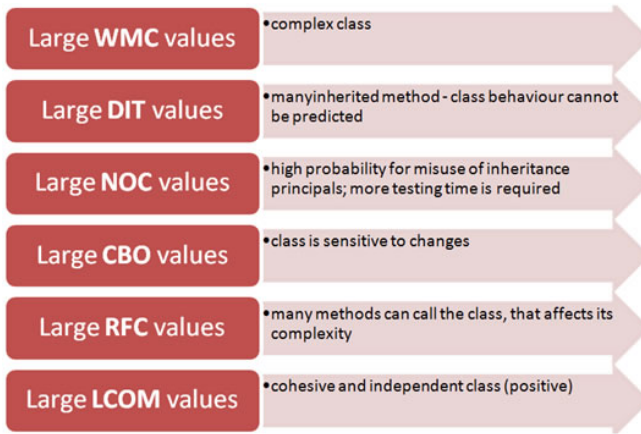 Large WMC values
•complex class
Large DIT values
•manyinherited method - class behaviour cannot
be predicted
Large NOC values
•high probability for misuse of inheritance
principals; more testing time is required
Large CBO values
•class is sensitive to changes
Large RFC values
•many methods can call the class, that affects its
complexity
Large LCOM values
•cohesive and independent class (positive)